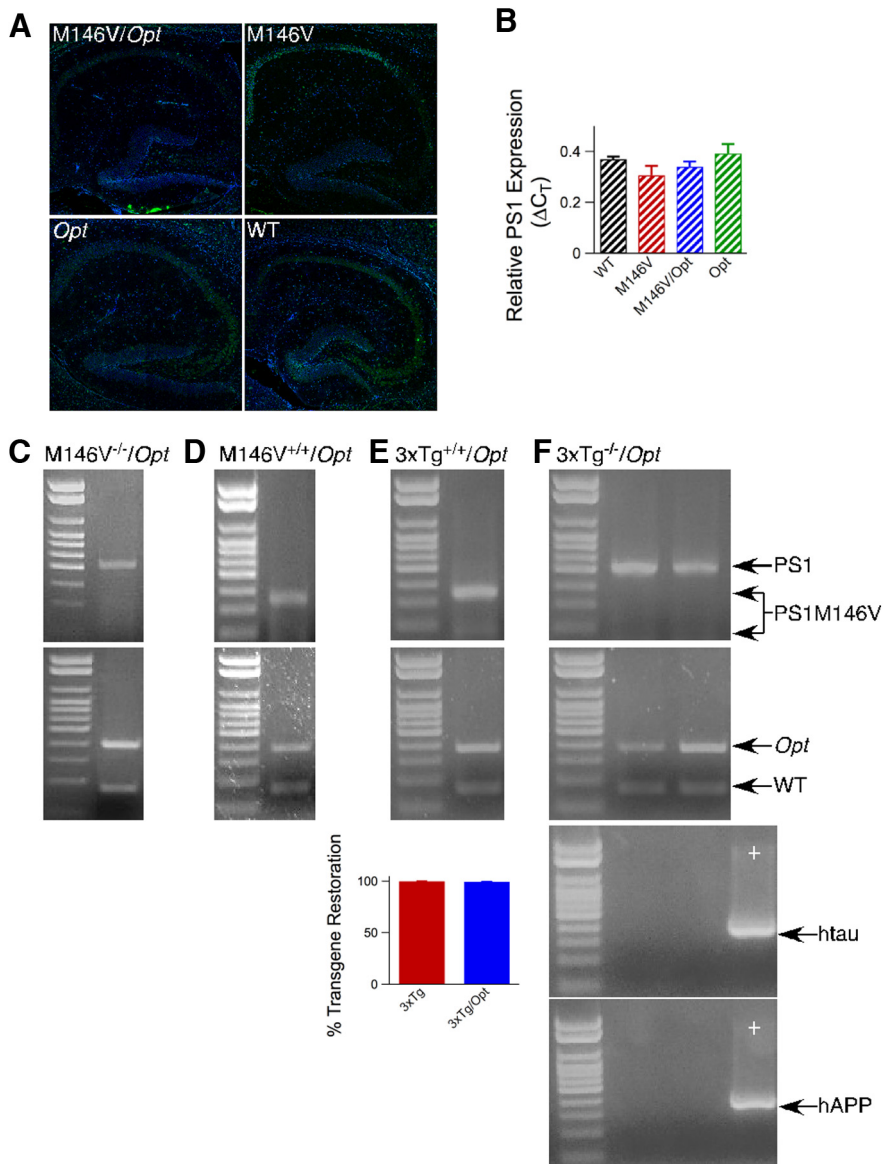 A
M146V/Opt
M146V
Opt
WT
B
Relative PS1 Expression
(ΔCT)
0.4
0.2
0
WT
M146V
M146V/Opt
Opt
C
M146V-/-/Opt
D
M146V+/+/Opt
E
3xTg+/+/Opt
F
3xTg-/-/Opt
PS1
PS1M146V
Opt
WT
% Transgene Restoration
100
50
0
3xTg
3xTg/Opt
+
htau
+
hAPP